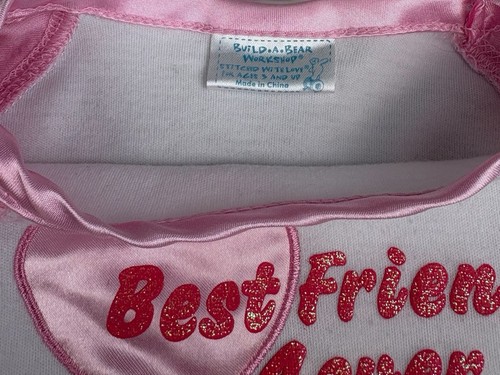 BUILD-A-BEAR
WORKSHOP®
STITCHED WITH LOVE
FOR AGES 3 AND UP
Made in China
Best Frien